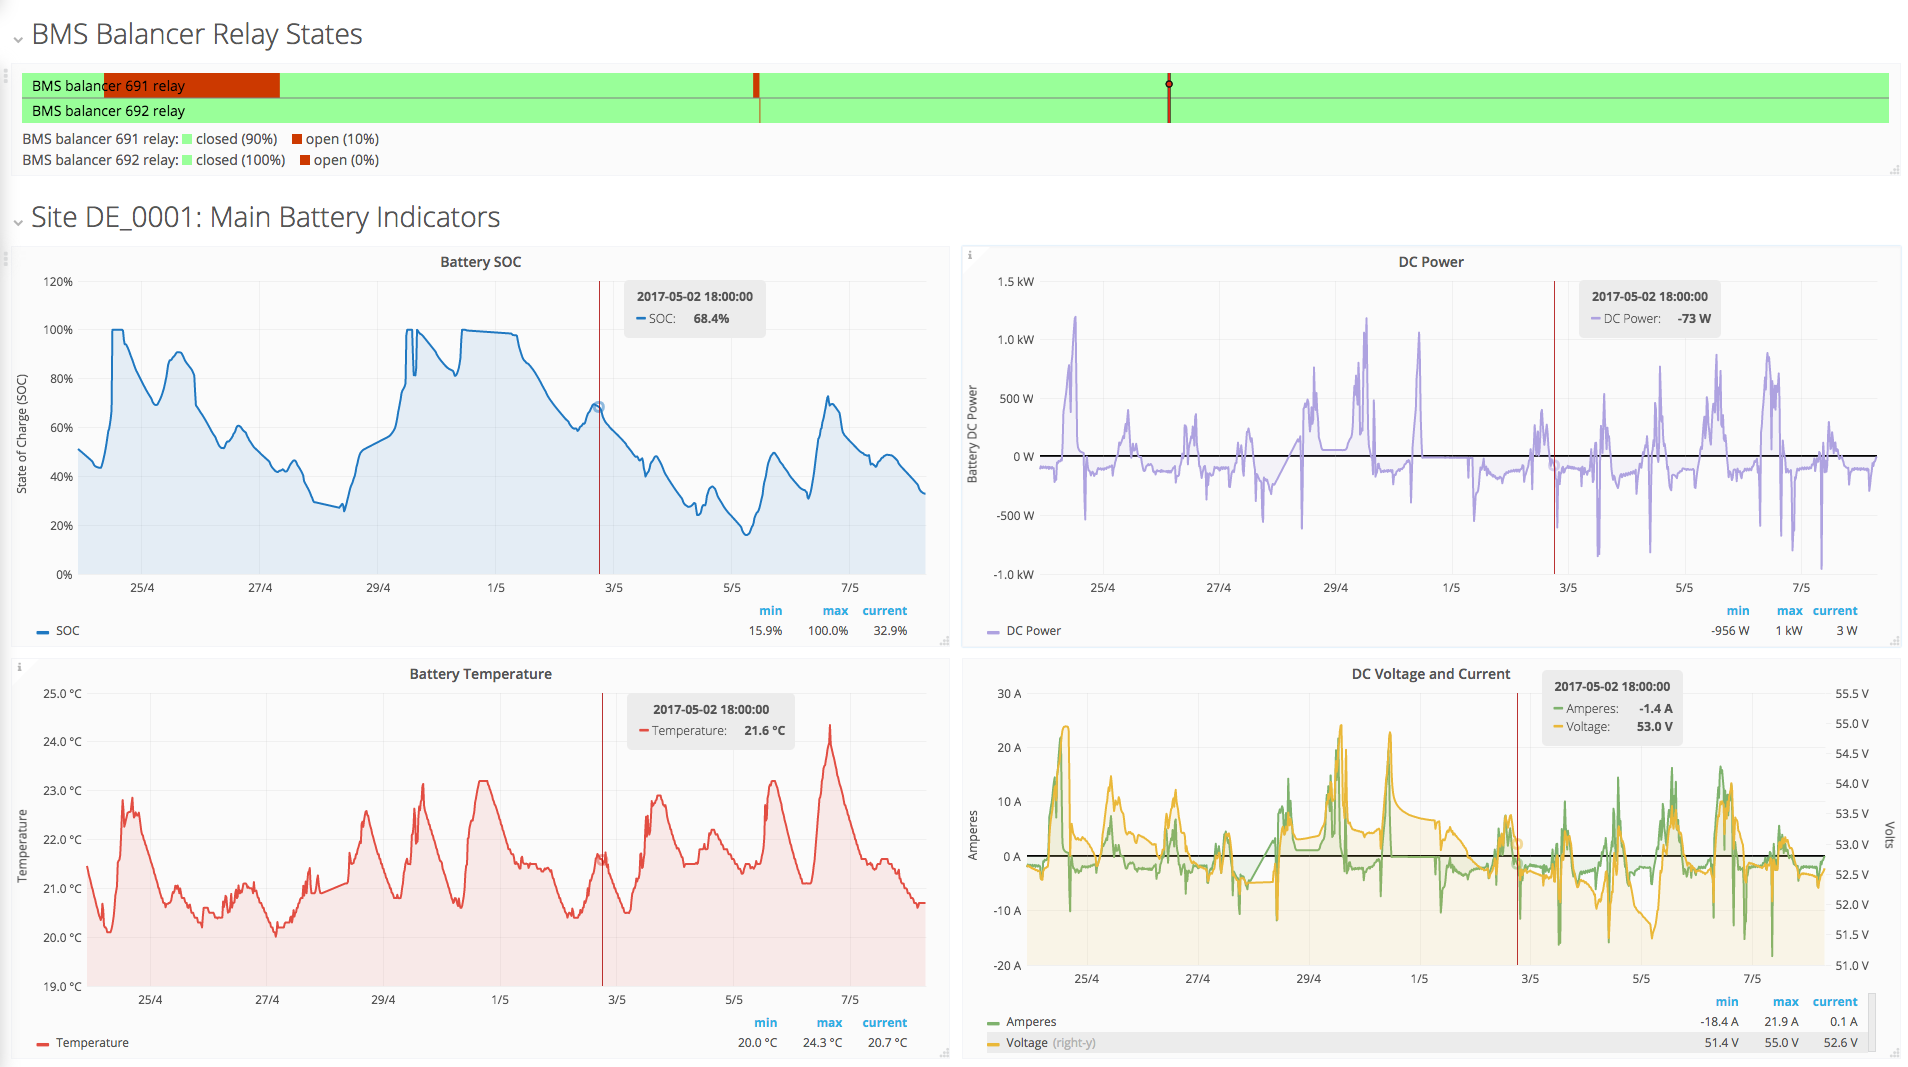 BMS Balancer Relay States
BMS balancer 691 relay
BMS balancer 692 relay
BMS balancer 691 relay: closed (90%) open (10%)
BMS balancer 692 relay: closed (100%) open (0%)
Site DE_0001: Main Battery Indicators
Battery SOC
State of Charge (SOC)
120%
100%
80%
60%
40%
20%
0%
2017-05-02 18:00:00
SOC: 68.4%
25/4 27/4 29/4 1/5 3/5 5/5 7/5
min max current
SOC 15.9% 100.0% 32.9%
DC Power
Battery DC Power
1.5 kW
1.0 kW
500 W
0 W
-500 W
-1.0 kW
2017-05-02 18:00:00
DC Power: -73 W
25/4 27/4 29/4 1/5 3/5 5/5 7/5
min max current
DC Power -956 W 1 kW 3 W
Battery Temperature
Temperature
25.0 °C
24.0 °C
23.0 °C
22.0 °C
21.0 °C
20.0 °C
19.0 °C
2017-05-02 18:00:00
Temperature: 21.6 °C
25/4 27/4 29/4 1/5 3/5 5/5 7/5
min max current
Temperature 20.0 °C 24.3 °C 20.7 °C
DC Voltage and Current
Amperes
30 A
20 A
10 A
0 A
-10 A
-20 A
2017-05-02 18:00:00
Amperes: -1.4 A
Voltage: 53.0 V
55.5 V
55.0 V
54.5 V
54.0 V
53.5 V
53.0 V
52.5 V
52.0 V
51.5 V
51.0 V
Volts
25/4 27/4 29/4 1/5 3/5 5/5 7/5
min max current
Amperes -18.4 A 21.9 A 0.1 A
Voltage (right-y) 51.4 V 55.0 V 52.6 V